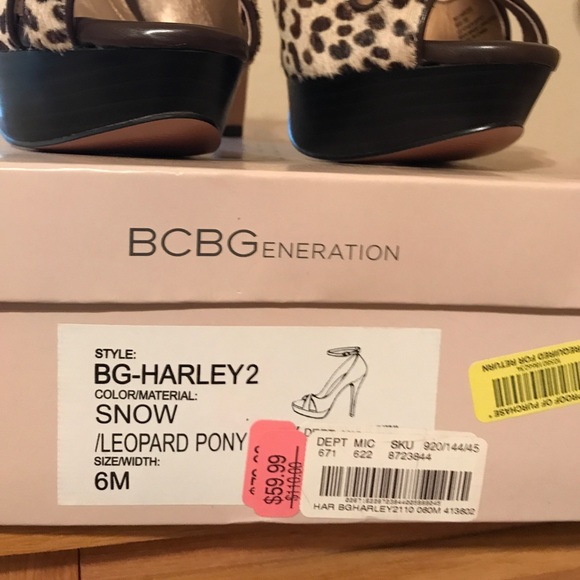 BCBGENERATION
STYLE:
BG-HARLEY2
COLOR/MATERIAL:
SNOW
/LEOPARD PONY
SIZE/WIDTH:
6M
$59.99
$110.00
DEPT MIC SKU 920/144/45
671 622 8723844
HAR BGHARLEY2110 080M 413802
REQUIRED FOR RETURN
PROOF OF PURCHASE